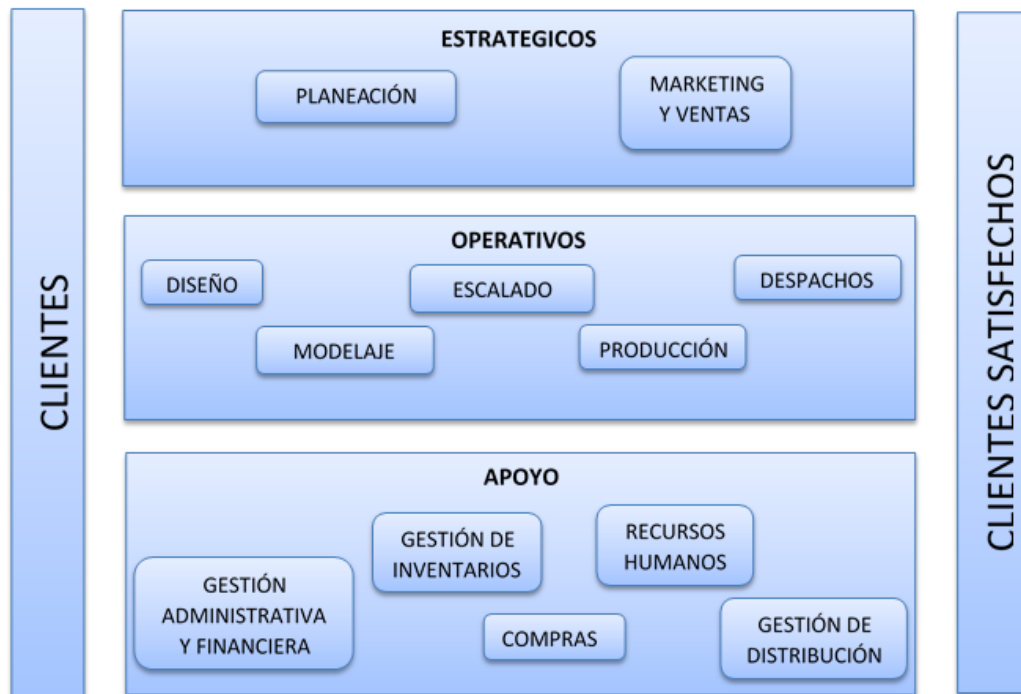 CLIENTES
ESTRATEGICOS
PLANEACIÓN
MARKETING
Y VENTAS
OPERATIVOS
DISEÑO
ESCALADO
DESPACHOS
MODELAJE
PRODUCCIÓN
APOYO
GESTIÓN DE
INVENTARIOS
RECURSOS
HUMANOS
GESTIÓN
ADMINISTRATIVA
Y FINANCIERA
COMPRAS
GESTIÓN DE
DISTRIBUCIÓN
CLIENTES SATISFECHOS